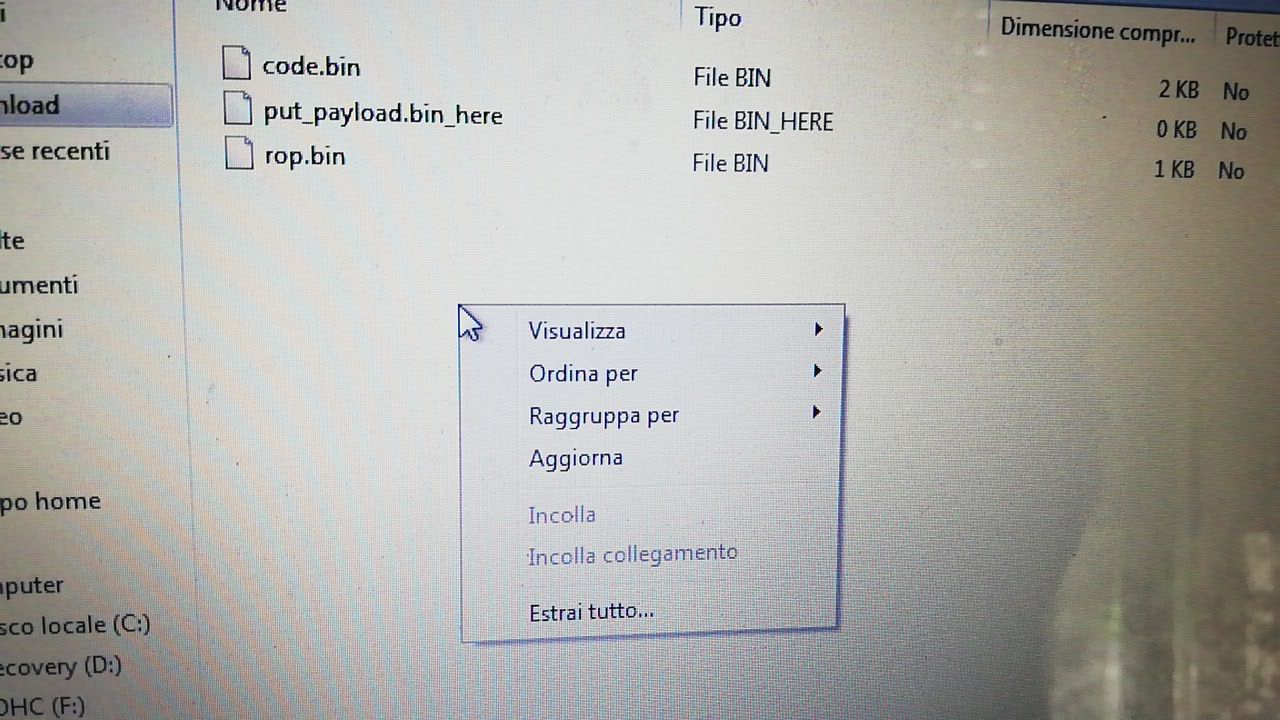 Nome Tipo Dimensione compr... Protet
code.bin File BIN 2 KB No
put_payload.bin_here File BIN_HERE 0 KB No
rop.bin File BIN 1 KB No
top
nload
se recenti
lte
umenti
nagini
sica
eo
po home
nputer
sco locale (C:)
ecovery (D:)
DHC (F:)
Visualizza
Ordina per
Raggruppa per
Aggiorna
Incolla
Incolla collegamento
Estrai tutto...